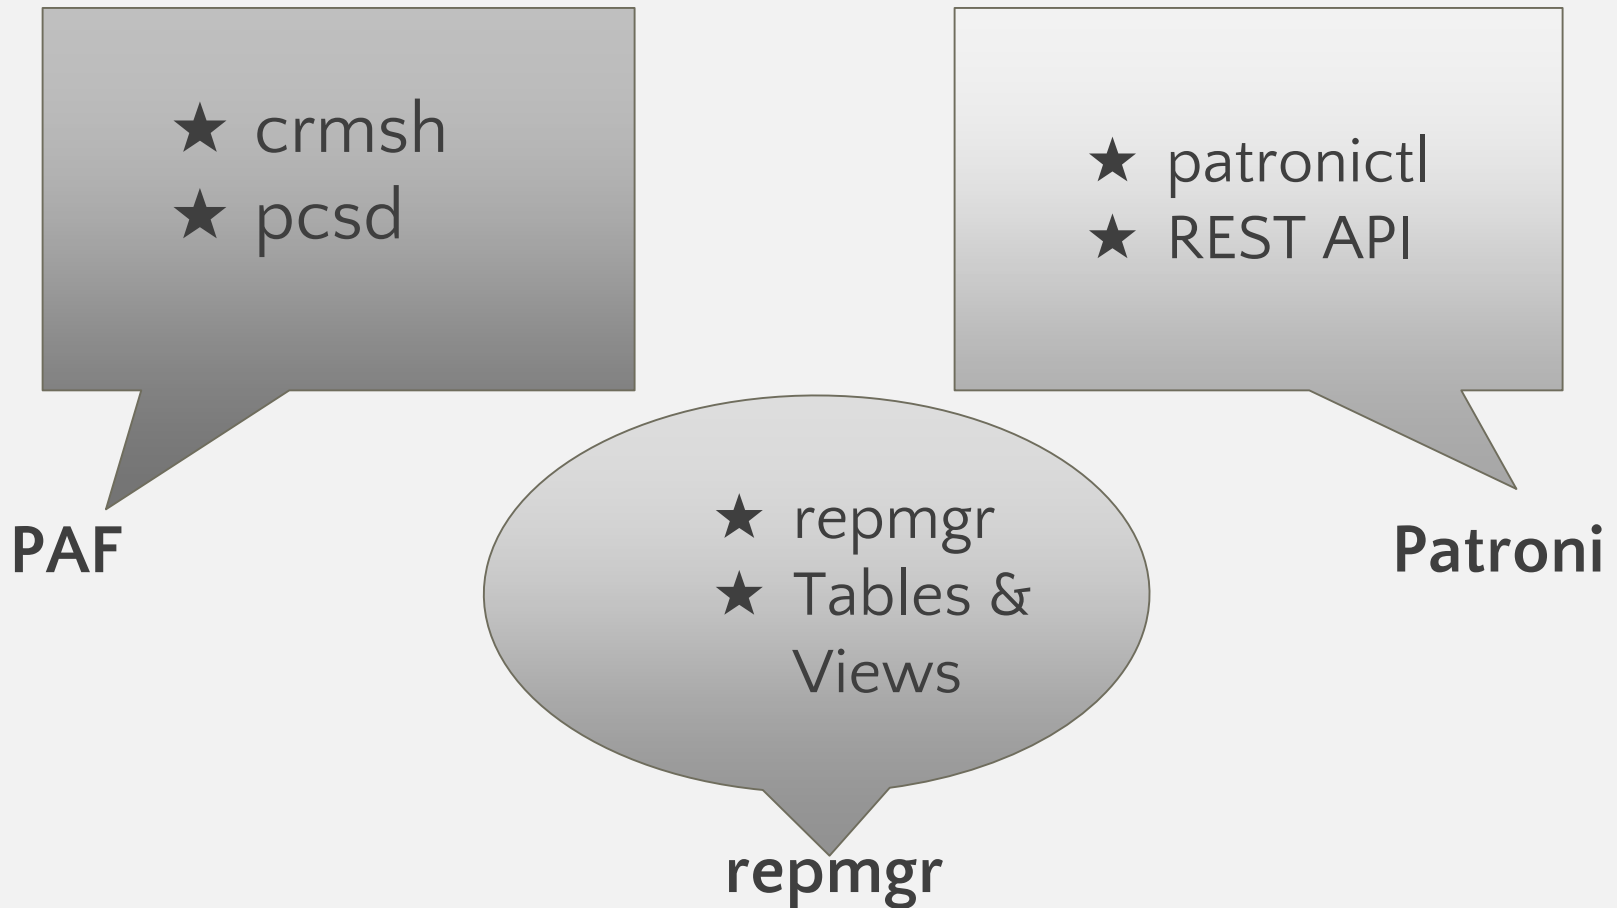 ★ crmsh
★ pcsd
PAF
★ patronictl
★ REST API
Patroni
★ repmgr
★ Tables &
Views
repmgr